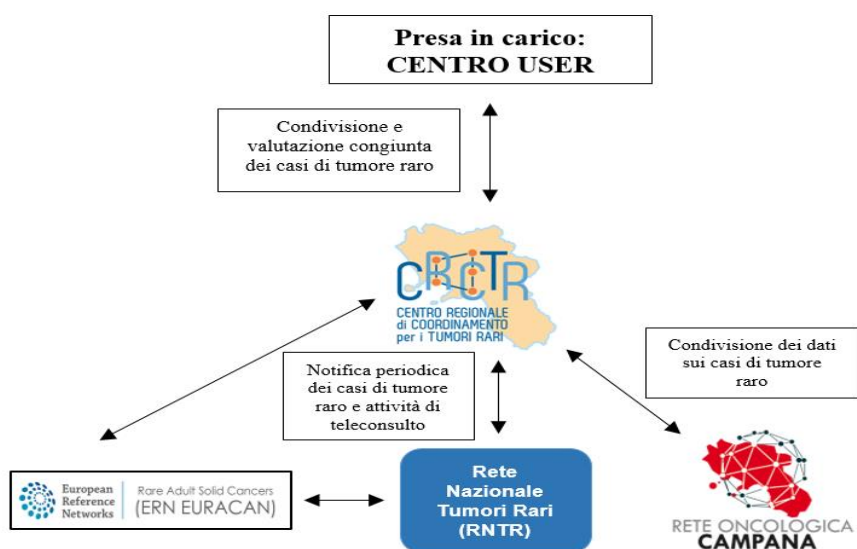 Presa in carico:
CENTRO USER
Condivisione e
valutazione congiunta
dei casi di tumore raro
CRCTR
CENTRO REGIONALE
di COORDINAMENTO
per i TUMORI RARI
Notifica periodica
dei casi di tumore
raro e attività di
teleconsulto
Condivisione dei dati
sui casi di tumore
raro
European
Reference
Networks
Rare Adult Solid Cancers
(ERN EURACAN)
Rete
Nazionale
Tumori Rari
(RNTR)
RETE ONCOLOGICA
CAMPANA